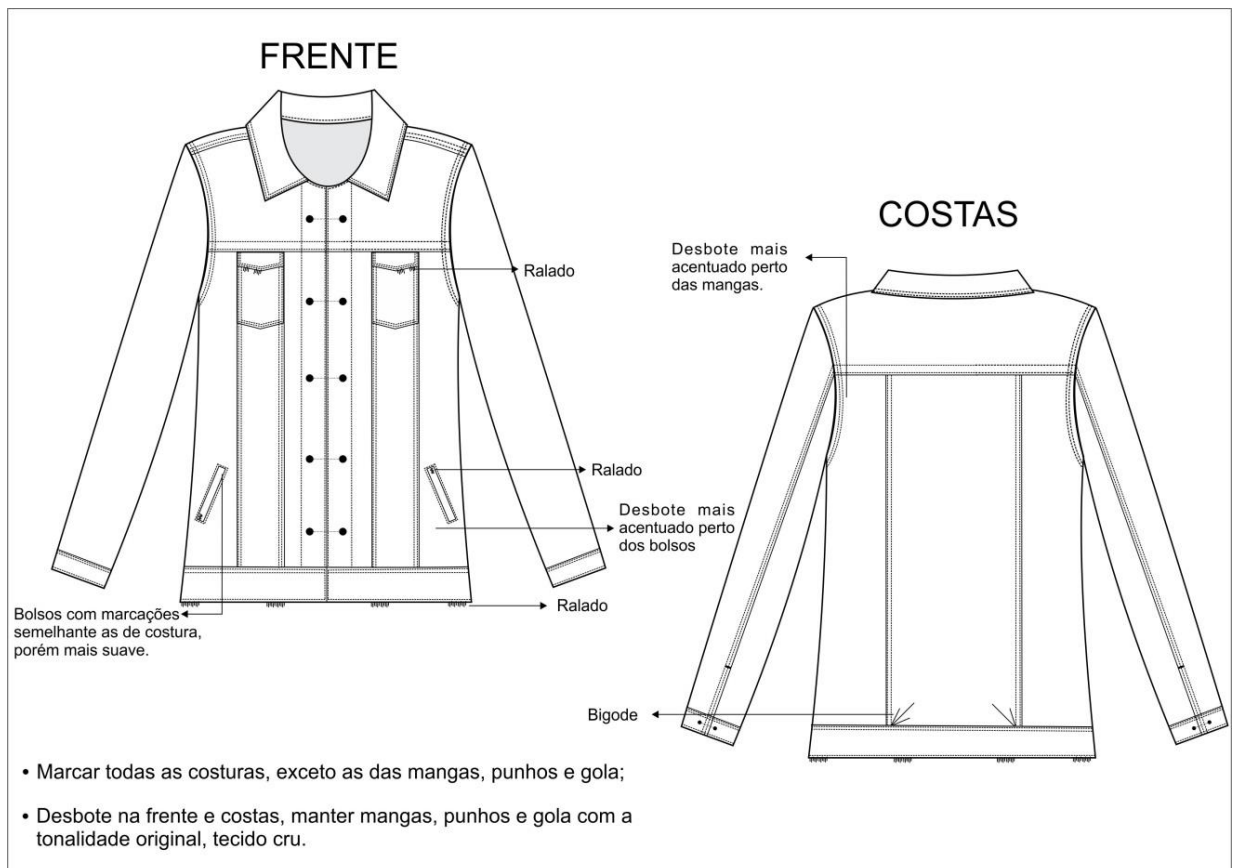 FRENTE
Ralado
Ralado
Desbote mais
acentuado perto
dos bolsos
Ralado
Bolsos com marcações
semelhante as de costura,
porém mais suave.
COSTAS
Desbote mais
acentuado perto
das mangas.
Bigode
• Marcar todas as costuras, exceto as das mangas, punhos e gola;
• Desbote na frente e costas, manter mangas, punhos e gola com a
tonalidade original, tecido cru.